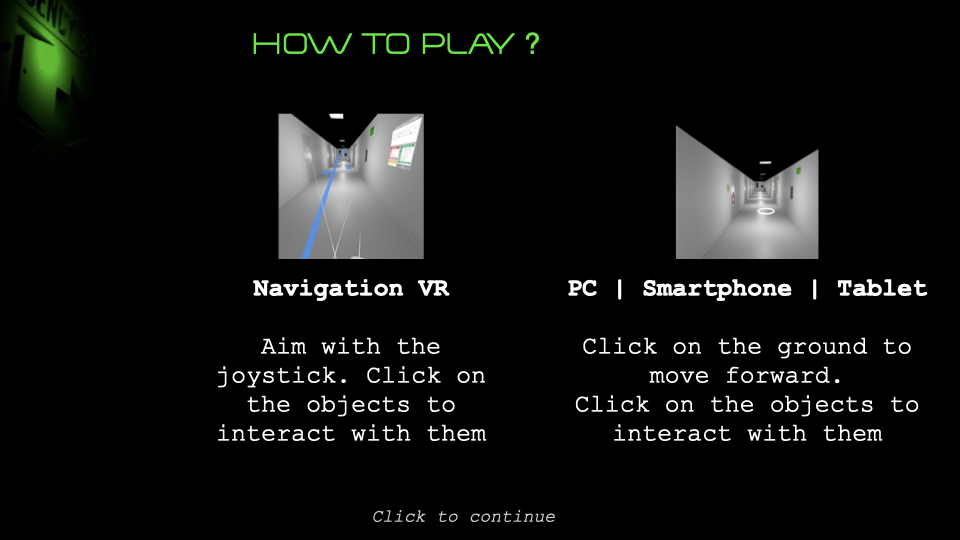 HOW TO PLAY ?
Navigation VR
Aim with the
joystick. Click on
the objects to
interact with them
PC | Smartphone | Tablet
Click on the ground to
move forward.
Click on the objects to
interact with them
Click to continue